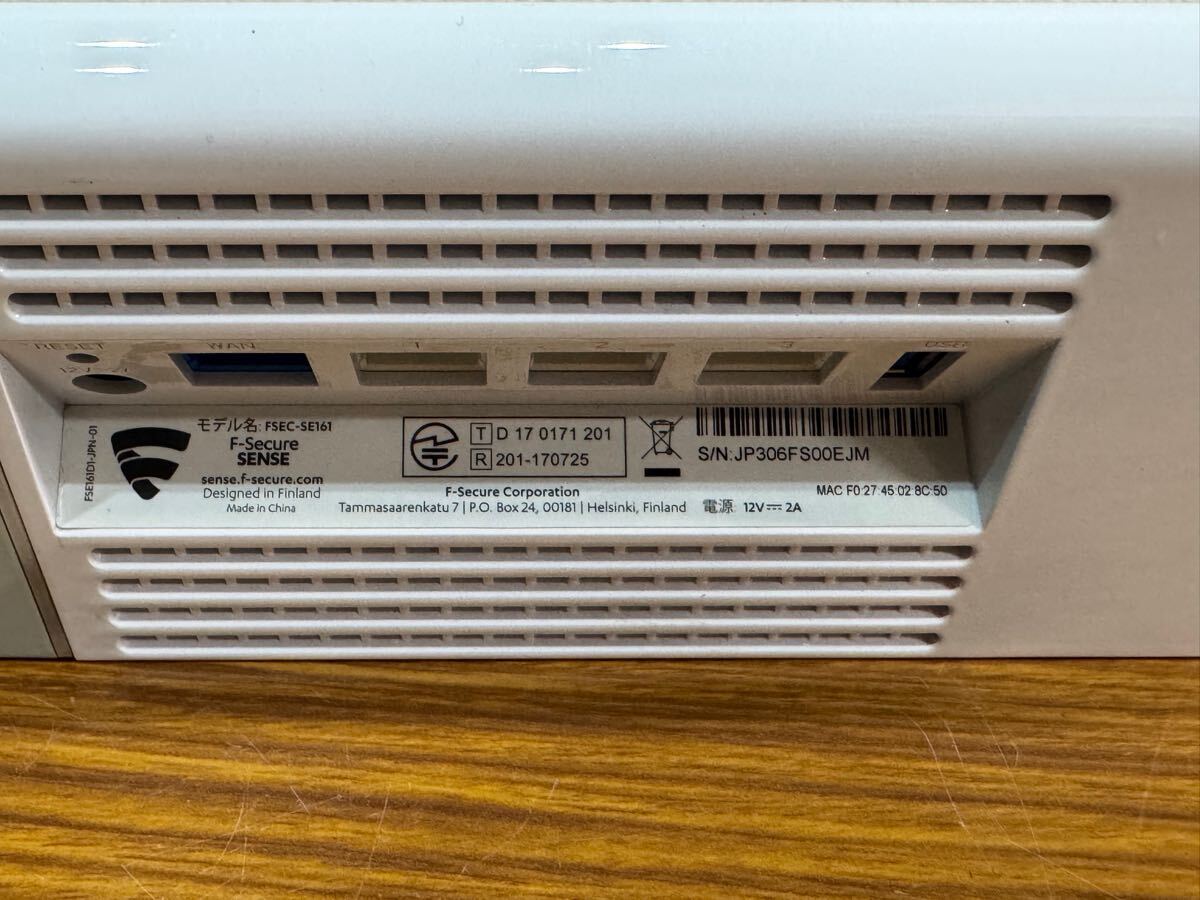 RESET
WAN
1
2
3
USB
12V
FSE161D1-JPN-01
モデル名: FSEC-SE161
F-Secure
SENSE
sense.f-secure.com
Designed in Finland
Made in China
T D 17 0171 201
R 201-170725
S/N:JP306FS00EJM
MAC F0:27:45:02:8C:50
F-Secure Corporation
Tammasaarenkatu 7 | P.O. Box 24, 00181 | Helsinki, Finland
電源 12V⎓2A